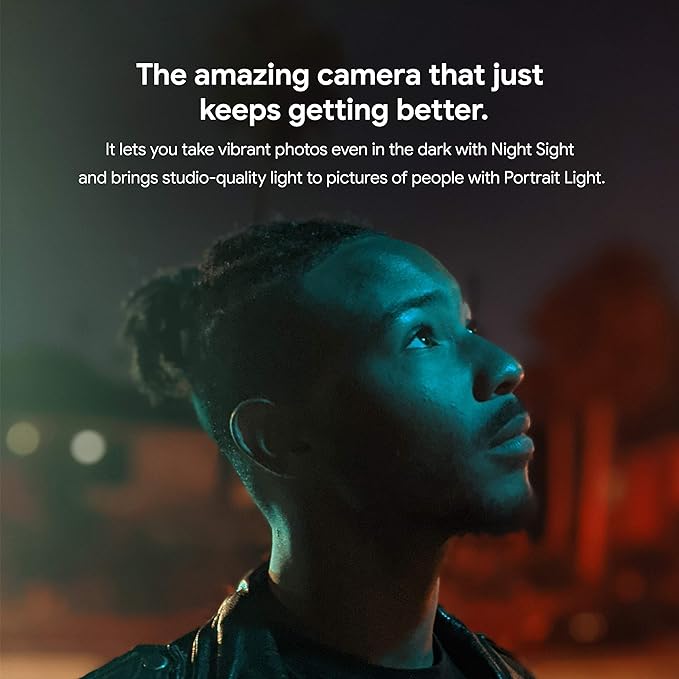 The amazing camera that just
keeps getting better.
It lets you take vibrant photos even in the dark with Night Sight
and brings studio-quality light to pictures of people with Portrait Light.